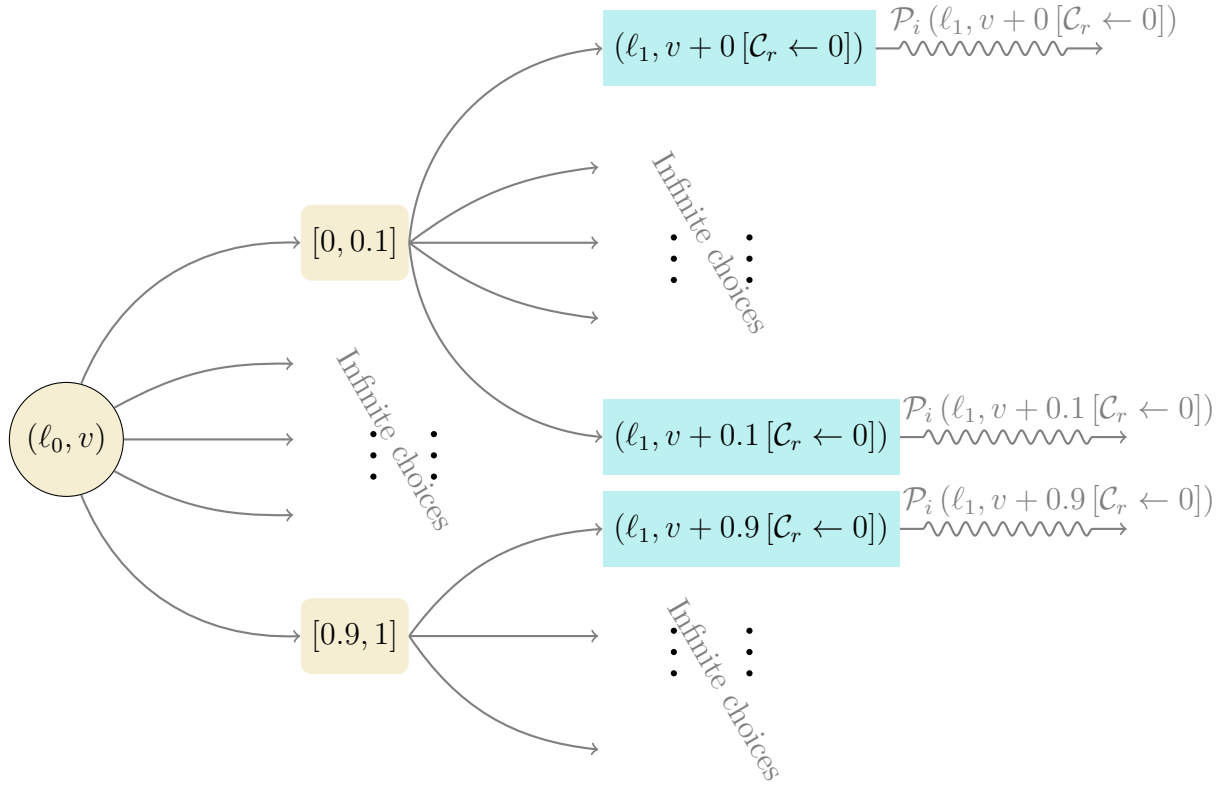 (ℓ₀, v)
[0, 0.1]
Infinite choices
[0.9, 1]
(ℓ₁, v + 0 [𝒞ᵣ ← 0])
𝒫ᵢ (ℓ₁, v + 0 [𝒞ᵣ ← 0])
Infinite choices
(ℓ₁, v + 0.1 [𝒞ᵣ ← 0])
𝒫ᵢ (ℓ₁, v + 0.1 [𝒞ᵣ ← 0])
(ℓ₁, v + 0.9 [𝒞ᵣ ← 0])
𝒫ᵢ (ℓ₁, v + 0.9 [𝒞ᵣ ← 0])
Infinite choices